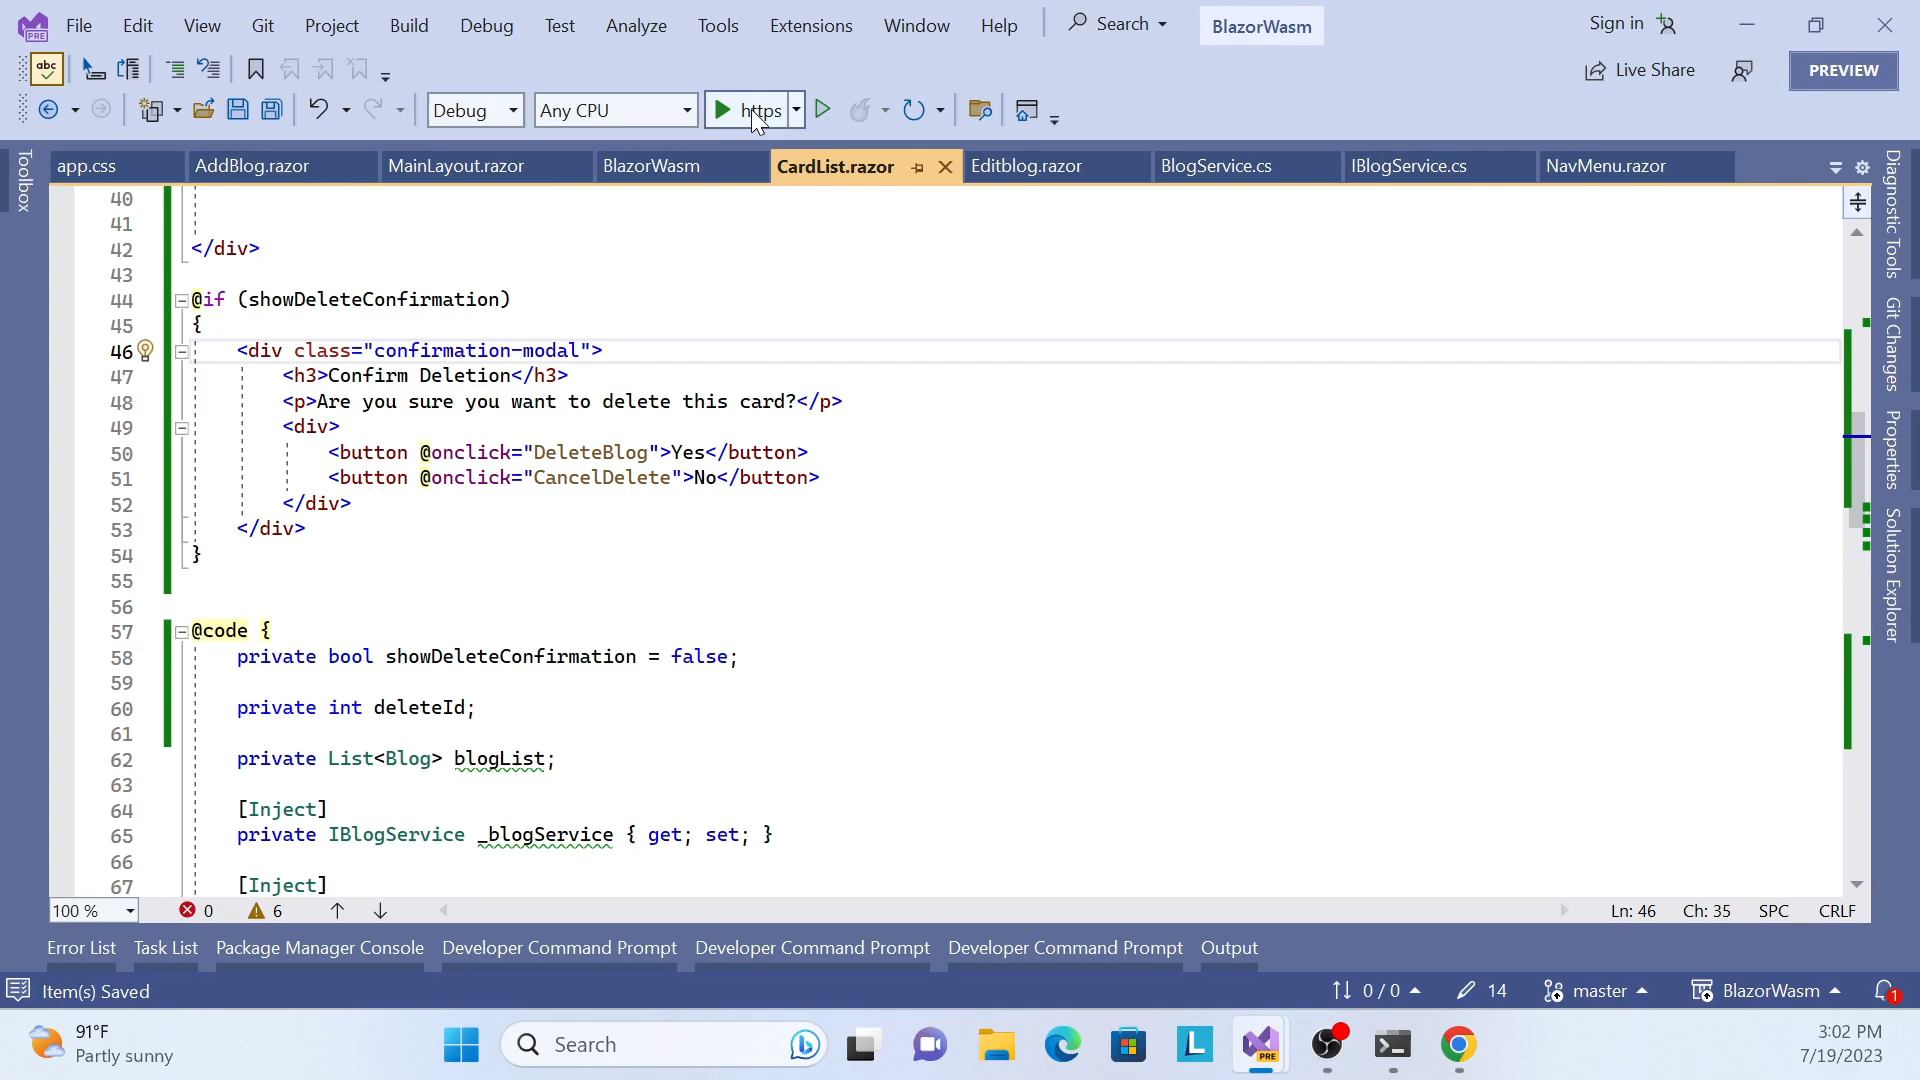 File Edit View Git Project Build Debug Test Analyze Tools Extensions Window Help Search BlazorWasm Sign in
PRE
abc
Live Share PREVIEW
Debug Any CPU https
Toolbox
app.css AddBlog.razor MainLayout.razor BlazorWasm CardList.razor Editblog.razor BlogService.cs IBlogService.cs NavMenu.razor
Diagnostic Tools
Git Changes
Properties
Solution Explorer
40
41
42 </div>
43
44 @if (showDeleteConfirmation)
45 {
46 <div class="confirmation-modal">
47 <h3>Confirm Deletion</h3>
48 <p>Are you sure you want to delete this card?</p>
49 <div>
50 <button @onclick="DeleteBlog">Yes</button>
51 <button @onclick="CancelDelete">No</button>
52 </div>
53 </div>
54 }
55
56
57 @code {
58 private bool showDeleteConfirmation = false;
59
60 private int deleteId;
61
62 private List<Blog> blogList;
63
64 [Inject]
65 private IBlogService _blogService { get; set; }
66
67 [Inject]
100 % 0 6 Ln: 46 Ch: 35 SPC CRLF
Error List Task List Package Manager Console Developer Command Prompt Developer Command Prompt Developer Command Prompt Output
Item(s) Saved 0 / 0 14 master BlazorWasm 1
91°F
Partly sunny
Search
L
PRE
3:02 PM
7/19/2023